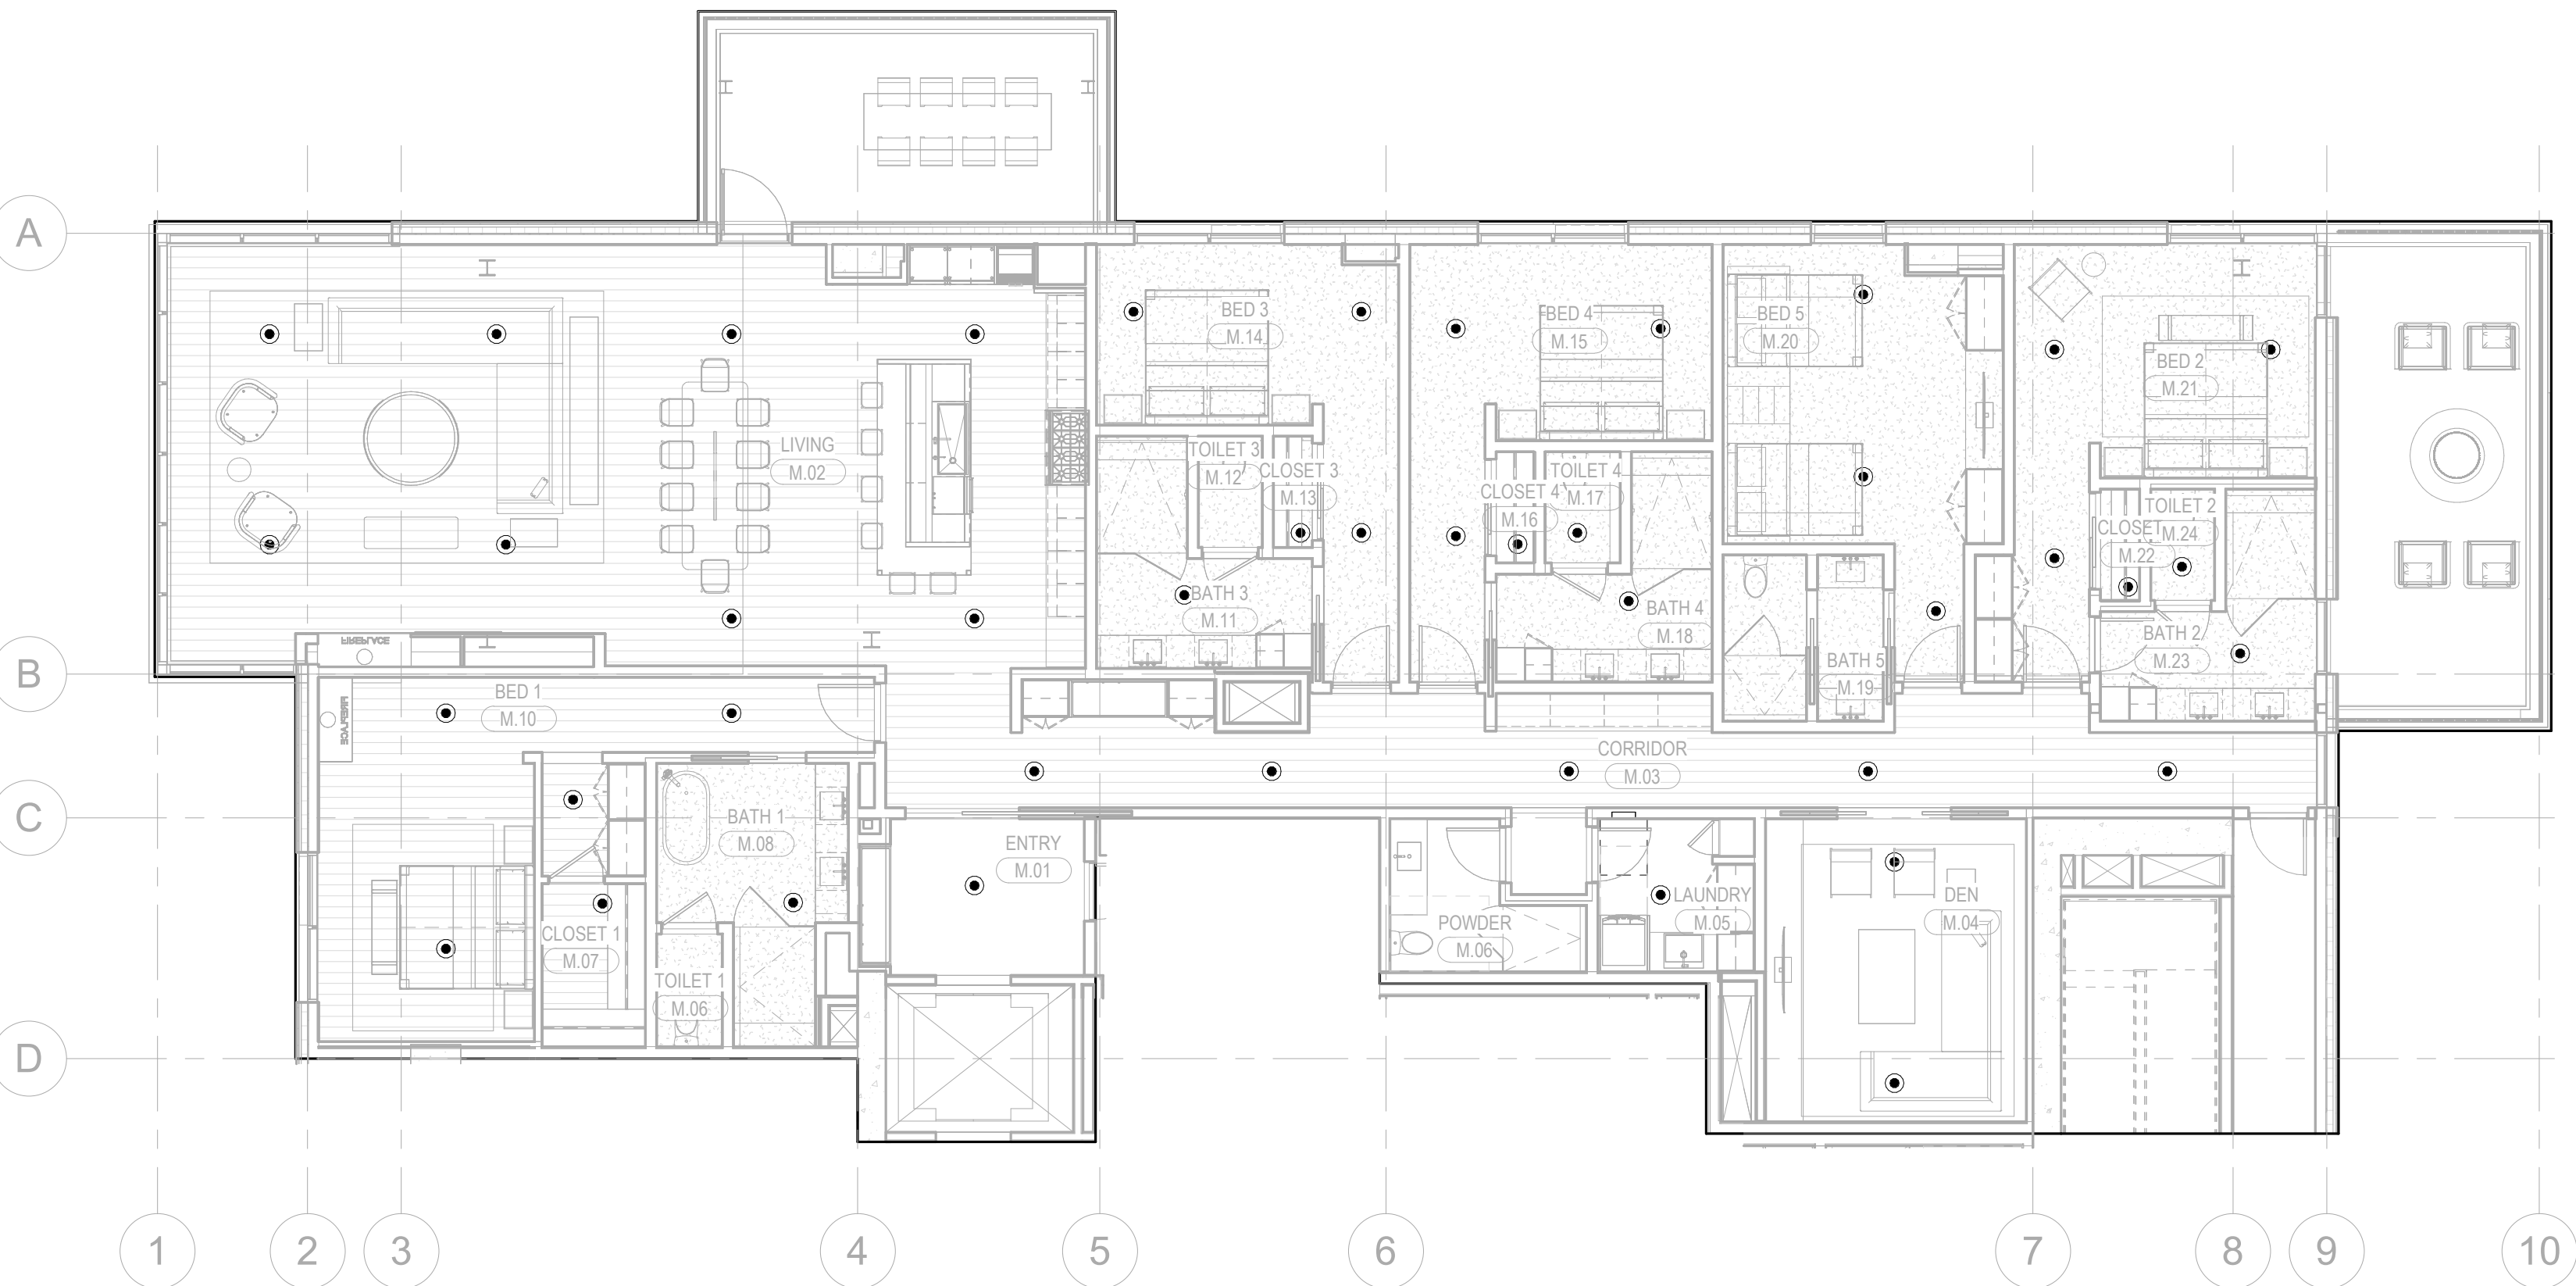 A
BED 3
M.14
BED 4
M.15
BED 5
M.20
BED 2
M.21
LIVING
M.02
TOILET 3
M.12
CLOSET 3
M.13
TOILET 4
M.17
CLOSET 4
M.16
TOILET 2
M.24
CLOSET
M.22
BATH 3
M.11
BATH 4
M.18
BATH 2
M.23
FIREPLACE
B
BATH 5
M.19
BED 1
M.10
FIREPLACE
CORRIDOR
M.03
C
BATH 1
M.08
ENTRY
M.01
LAUNDRY
M.05
DEN
M.04
POWDER
M.06
CLOSET 1
M.07
TOILET 1
M.06
D
1 2 3 4 5 6 7 8 9 10